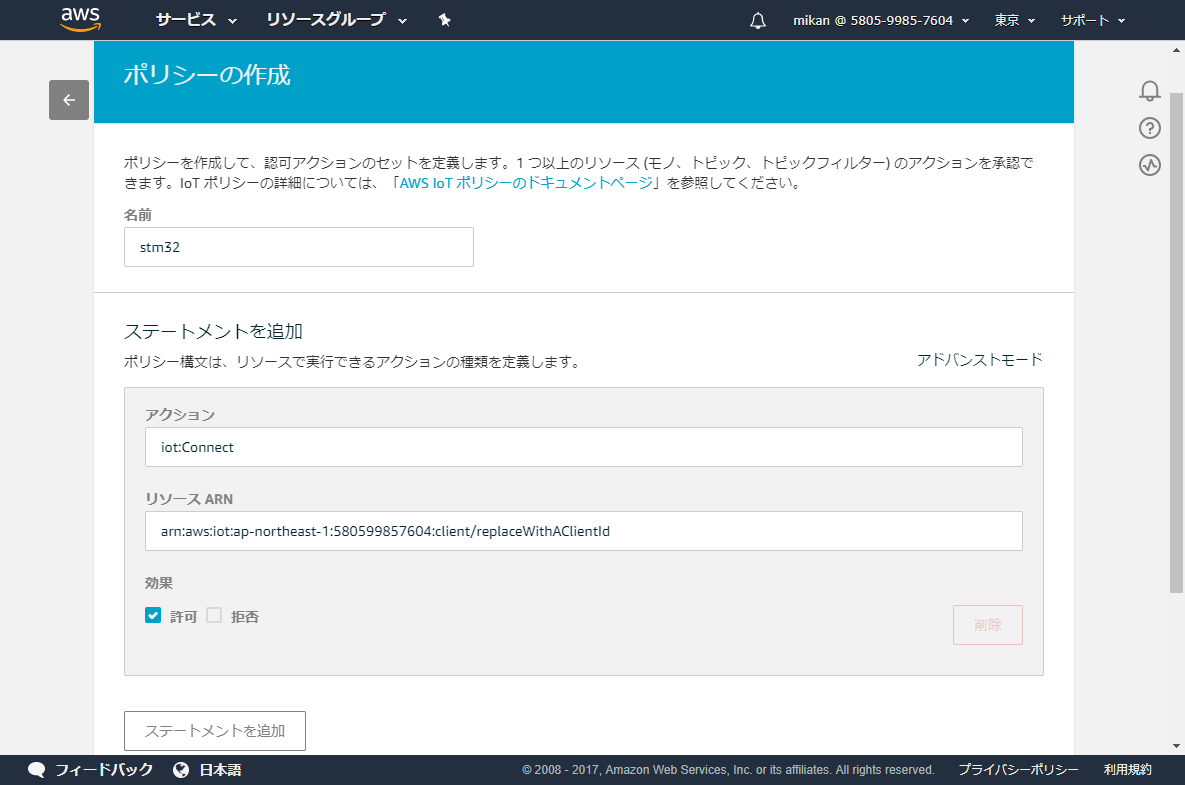 aws サービス リソースグループ mikan @ 5805-9985-7604 東京 サポート
ポリシーの作成
ポリシーを作成して、認可アクションのセットを定義します。1 つ以上のリソース (モノ、トピック、トピックフィルター) のアクションを承認で
きます。IoT ポリシーの詳細については、「AWS IoT ポリシーのドキュメントページ」を参照してください。
名前
stm32
ステートメントを追加
ポリシー構文は、リソースで実行できるアクションの種類を定義します。
アドバンストモード
アクション
iot:Connect
リソース ARN
arn:aws:iot:ap-northeast-1:580599857604:client/replaceWithAClientId
効果
許可 拒否
削除
ステートメントを追加
フィードバック 日本語 © 2008 - 2017, Amazon Web Services, Inc. or its affiliates. All rights reserved. プライバシーポリシー 利用規約